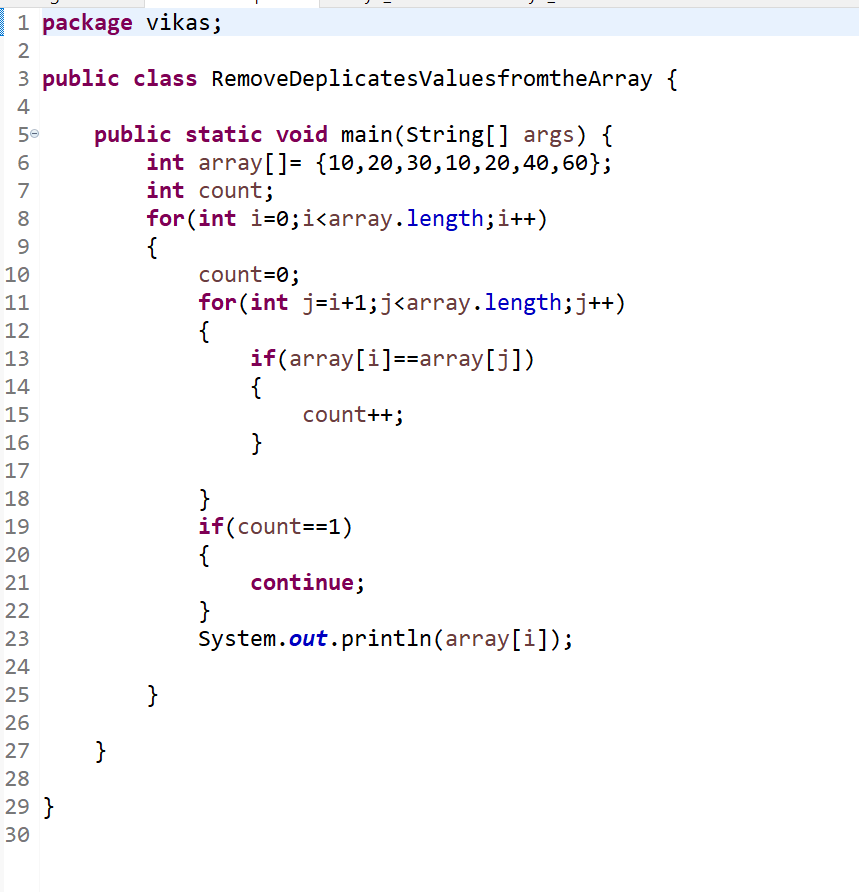 1 package vikas;
2
3 public class RemoveDeplicatesValuesfromtheArray {
4
5 public static void main(String[] args) {
6 int array[]= {10,20,30,10,20,40,60};
7 int count;
8 for(int i=0;i<array.length;i++)
9 {
10 count=0;
11 for(int j=i+1;j<array.length;j++)
12 {
13 if(array[i]==array[j])
14 {
15 count++;
16 }
17
18 }
19 if(count==1)
20 {
21 continue;
22 }
23 System.out.println(array[i]);
24
25 }
26
27 }
28
29 }
30